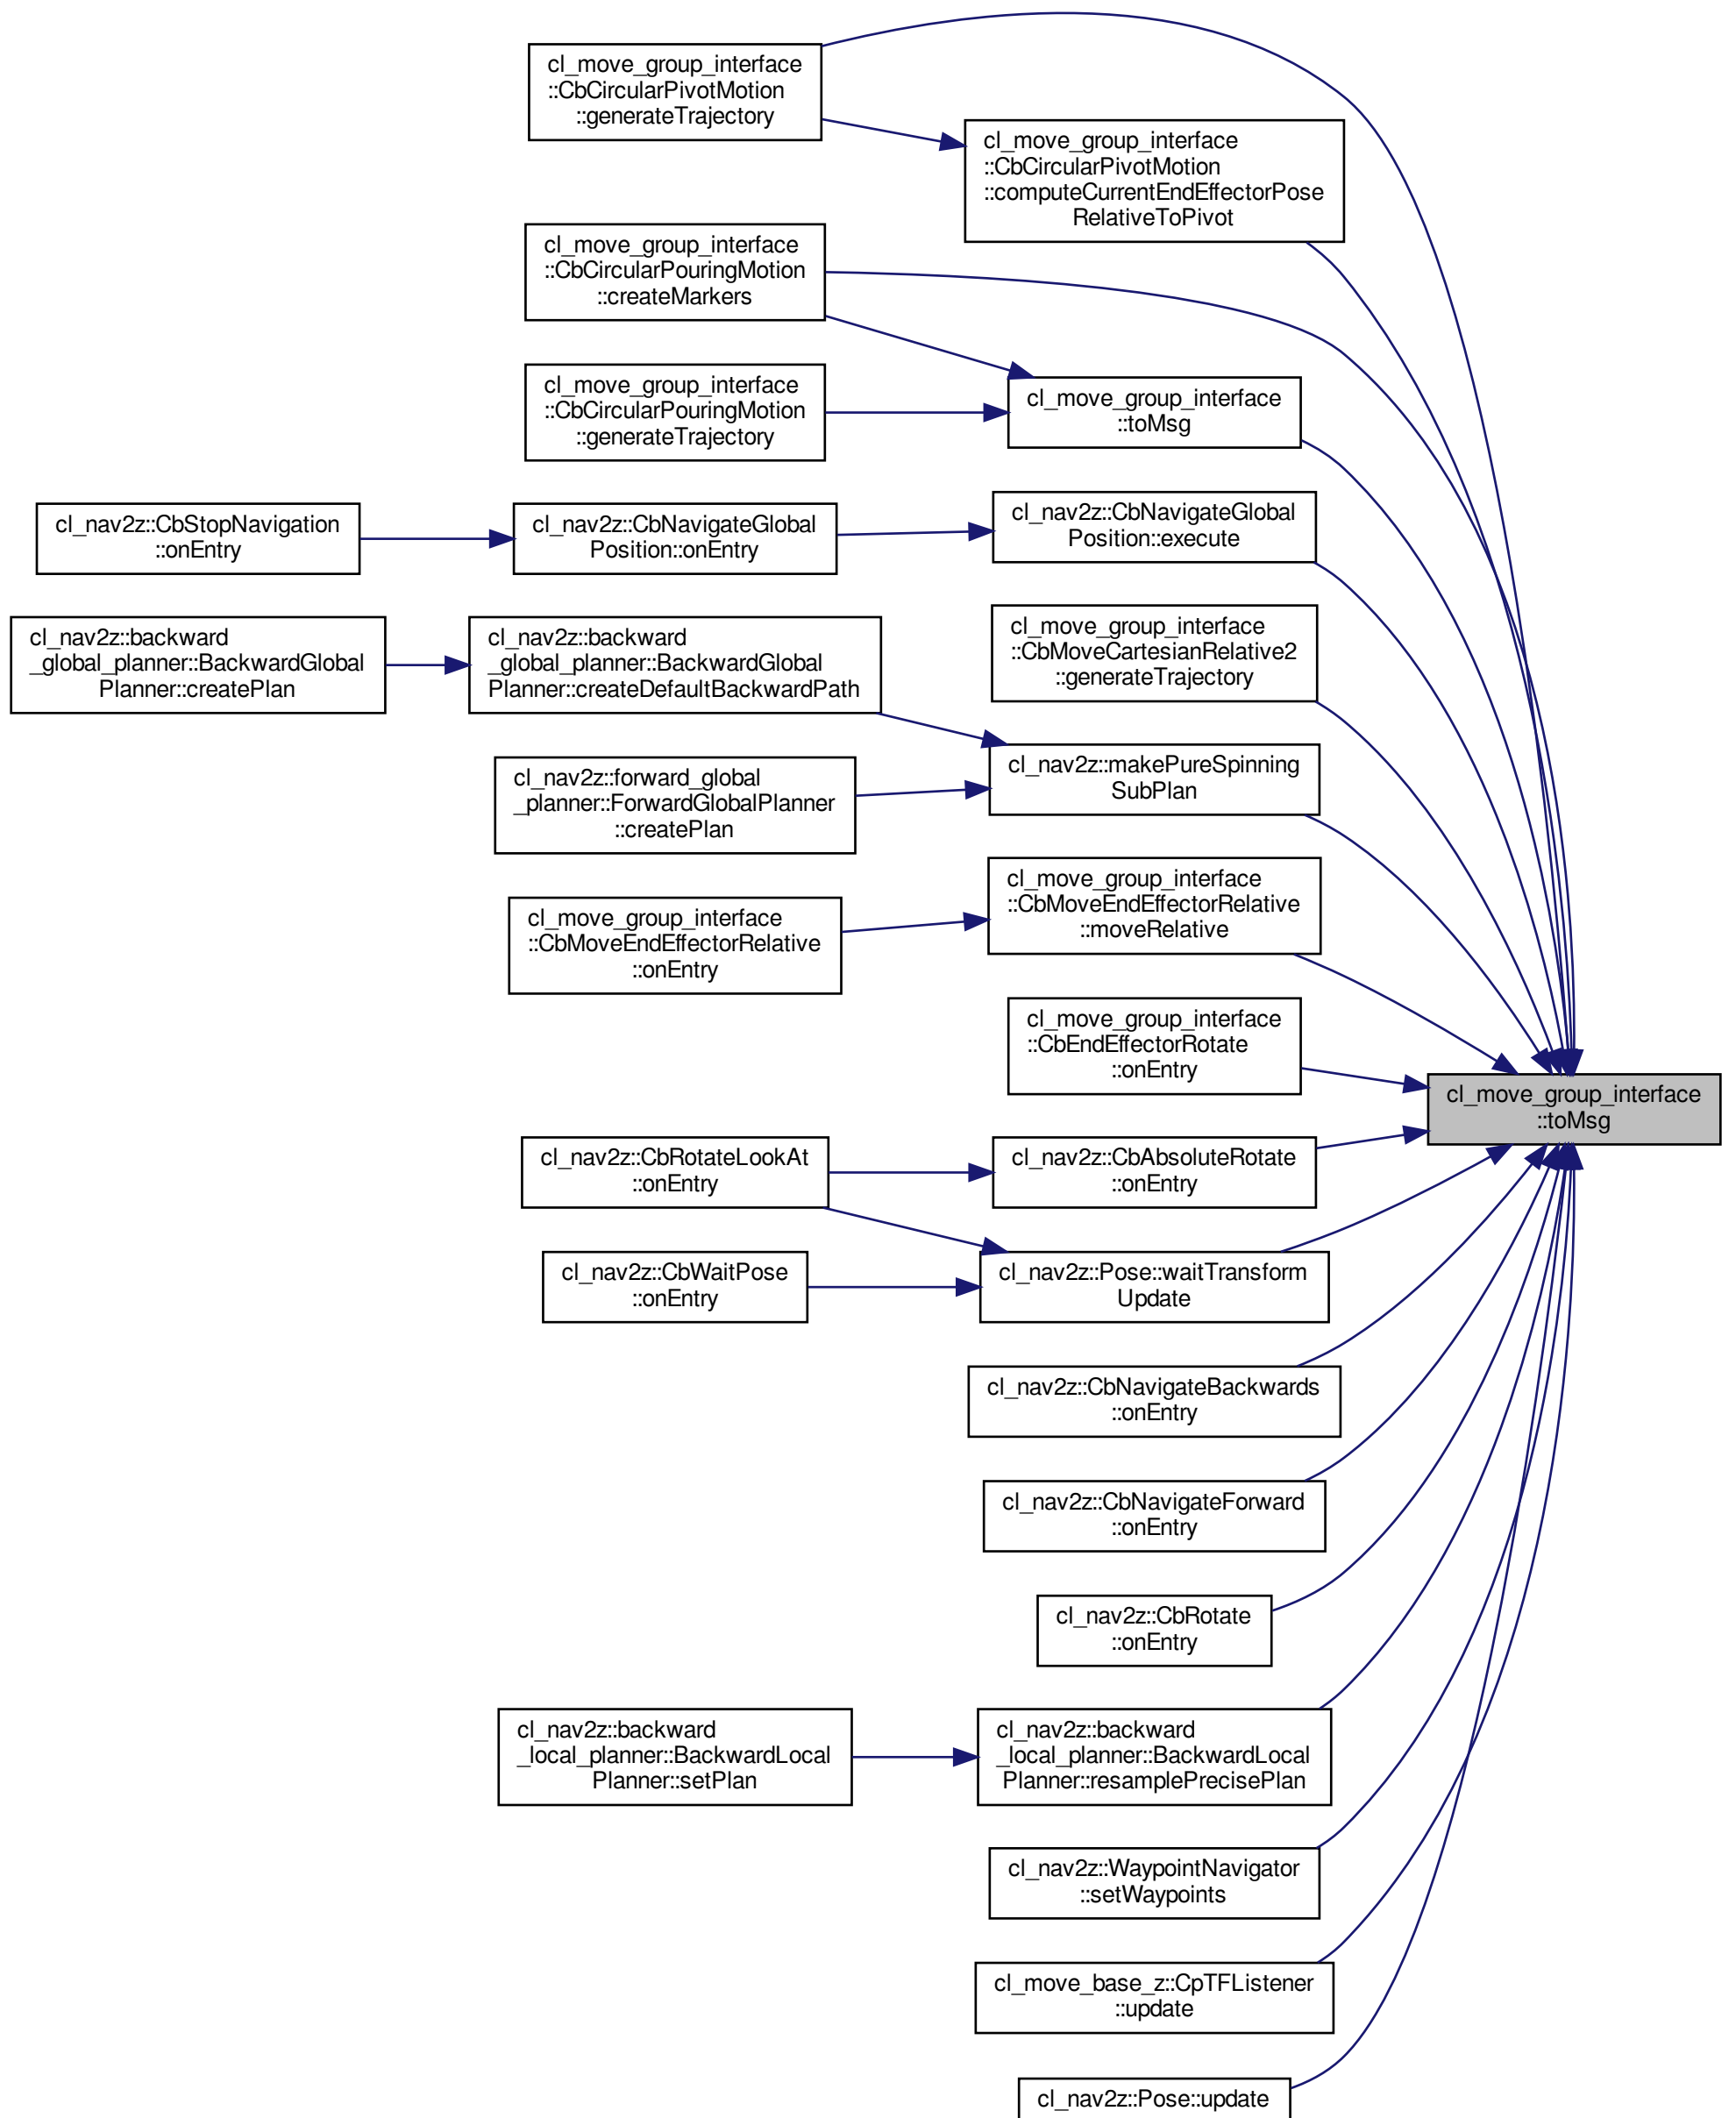 cl_move_group_interface
::CbCircularPivotMotion
::generateTrajectory
cl_move_group_interface
::CbCircularPivotMotion
::computeCurrentEndEffectorPose
RelativeToPivot
cl_move_group_interface
::CbCircularPouringMotion
::createMarkers
cl_move_group_interface
::CbCircularPouringMotion
::generateTrajectory
cl_move_group_interface
::toMsg
cl_nav2z::CbStopNavigation
::onEntry
cl_nav2z::CbNavigateGlobal
Position::onEntry
cl_nav2z::CbNavigateGlobal
Position::execute
cl_move_group_interface
::CbMoveCartesianRelative2
::generateTrajectory
cl_nav2z::backward
_global_planner::BackwardGlobal
Planner::createPlan
cl_nav2z::backward
_global_planner::BackwardGlobal
Planner::createDefaultBackwardPath
cl_nav2z::makePureSpinning
SubPlan
cl_nav2z::forward_global
_planner::ForwardGlobalPlanner
::createPlan
cl_move_group_interface
::CbMoveEndEffectorRelative
::moveRelative
cl_move_group_interface
::CbMoveEndEffectorRelative
::onEntry
cl_move_group_interface
::CbEndEffectorRotate
::onEntry
cl_move_group_interface
::toMsg
cl_nav2z::CbRotateLookAt
::onEntry
cl_nav2z::CbAbsoluteRotate
::onEntry
cl_nav2z::CbWaitPose
::onEntry
cl_nav2z::Pose::waitTransform
Update
cl_nav2z::CbNavigateBackwards
::onEntry
cl_nav2z::CbNavigateForward
::onEntry
cl_nav2z::CbRotate
::onEntry
cl_nav2z::backward
_local_planner::BackwardLocal
Planner::setPlan
cl_nav2z::backward
_local_planner::BackwardLocal
Planner::resamplePrecisePlan
cl_nav2z::WaypointNavigator
::setWaypoints
cl_move_base_z::CpTFListener
::update
cl_nav2z::Pose::update